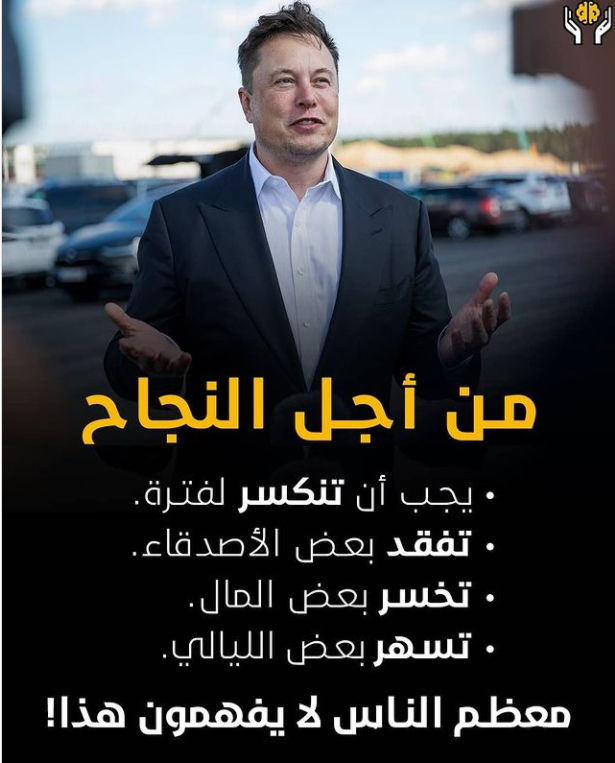 من أجل النجاح
• يجب أن تنكسر لفترة.
• تفقد بعض الأصدقاء.
• تخسر بعض المال.
• تسهر بعض الليالي.
معظم الناس لا يفهمون هذا!